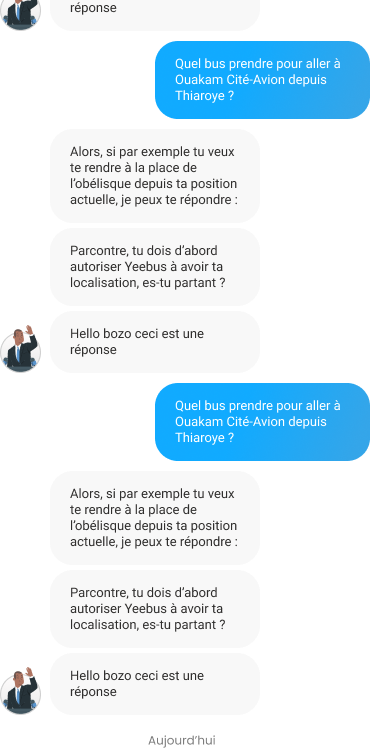 réponse
Quel bus prendre pour aller à
Ouakam Cité-Avion depuis
Thiaroye ?
Alors, si par exemple tu veux
te rendre à la place de
l’obélisque depuis ta position
actuelle, je peux te répondre :
Parcontre, tu dois d’abord
autoriser Yeebus à avoir ta
localisation, es-tu partant ?
Hello bozo ceci est une
réponse
Quel bus prendre pour aller à
Ouakam Cité-Avion depuis
Thiaroye ?
Alors, si par exemple tu veux
te rendre à la place de
l’obélisque depuis ta position
actuelle, je peux te répondre :
Parcontre, tu dois d’abord
autoriser Yeebus à avoir ta
localisation, es-tu partant ?
Hello bozo ceci est une
réponse
Aujourd’hui